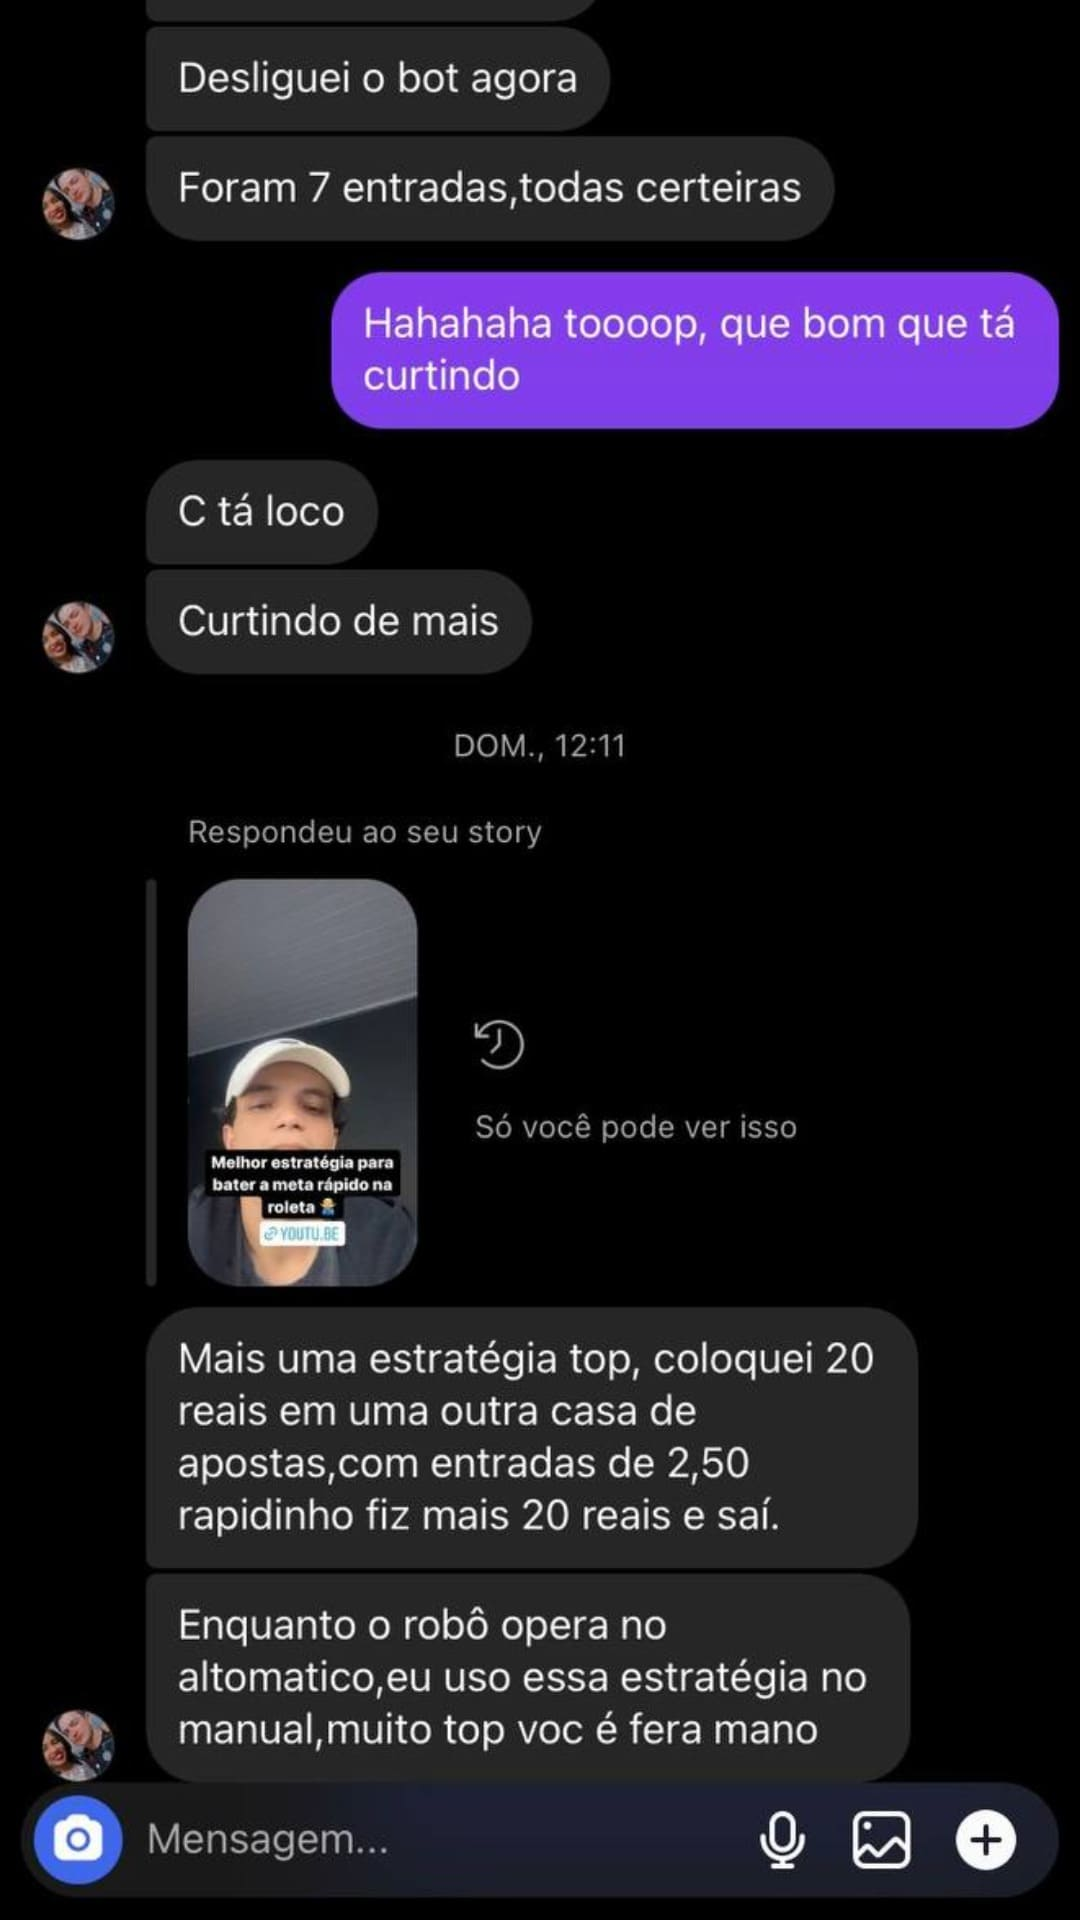 Desliguei o bot agora
Foram 7 entradas,todas certeiras
Hahahaha toooop, que bom que tá
curtindo
C tá loco
Curtindo de mais
DOM., 12:11
Respondeu ao seu story
Só você pode ver isso
Melhor estratégia para
bater a meta rápido na
roleta
YOUTU.BE
Mais uma estratégia top, coloquei 20
reais em uma outra casa de
apostas,com entradas de 2,50
rapidinho fiz mais 20 reais e saí.
Enquanto o robô opera no
altomatico,eu uso essa estratégia no
manual,muito top voc é fera mano
Mensagem...